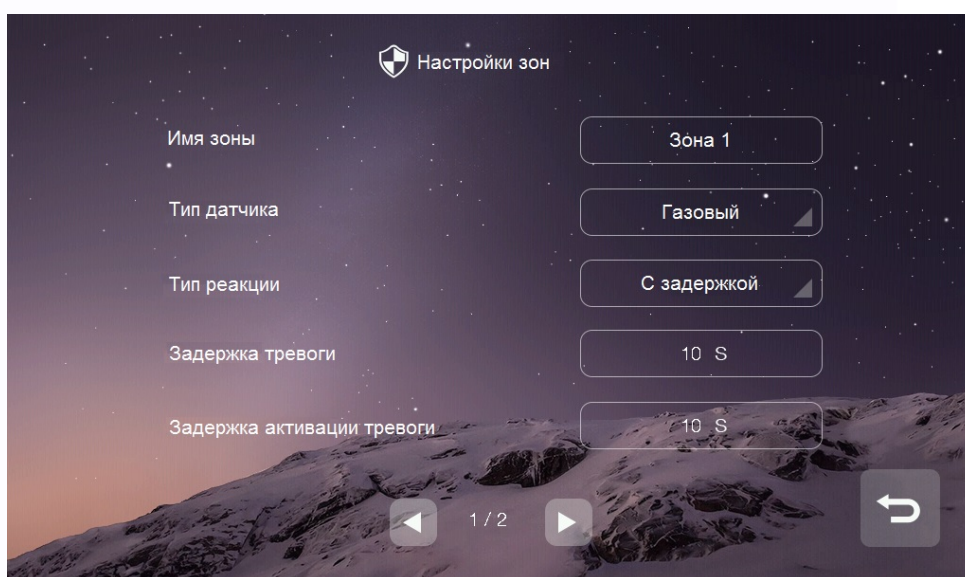 Настройки зон
Имя зоны Зона 1
Тип датчика Газовый
Тип реакции С задержкой
Задержка тревоги 10 S
Задержка активации тревоги 10 S
1 / 2